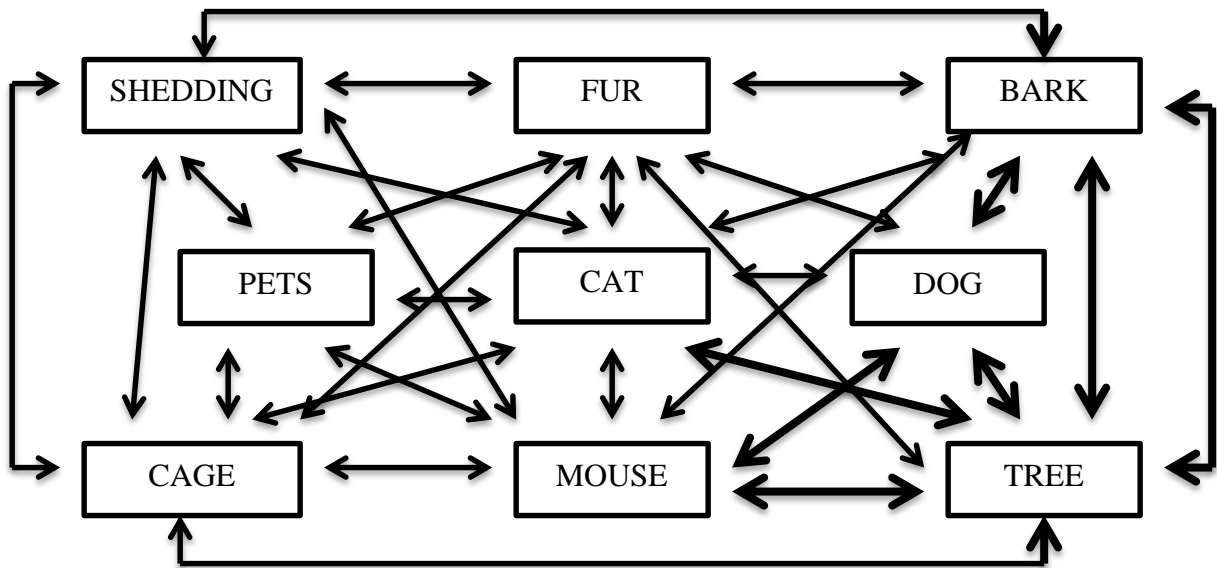 SHEDDING
FUR
BARK
PETS
CAT
DOG
CAGE
MOUSE
TREE